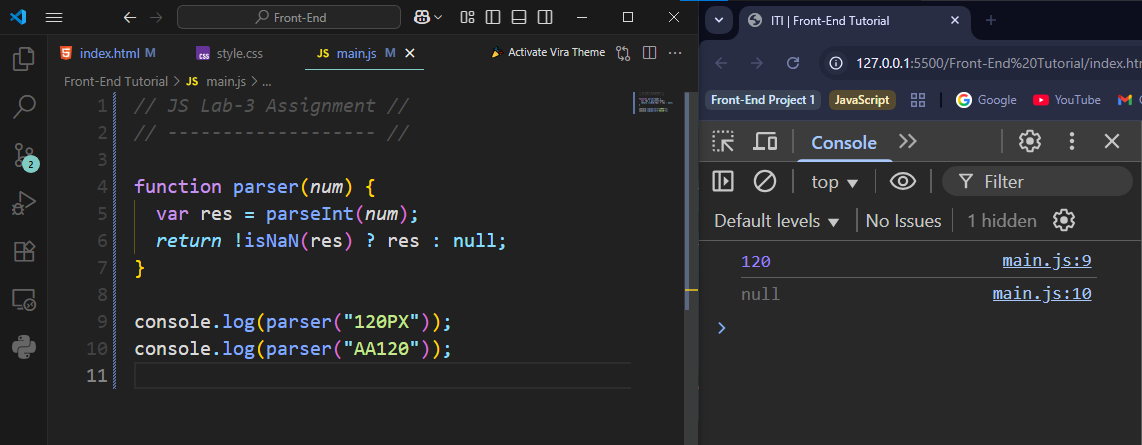 Front-End
index.html M
CSS style.css
JS main.js M
Activate Vira Theme
Front-End Tutorial > JS main.js > ...
1 // JS Lab-3 Assignment //
2 // ------------------- //
3
4 function parser(num) {
5 var res = parseInt(num);
6 return !isNaN(res) ? res : null;
7 }
8
9 console.log(parser("120PX"));
10 console.log(parser("AA120"));
11
2
ITI | Front-End Tutorial
127.0.0.1:5500/Front-End%20Tutorial/index.ht
Front-End Project 1 JavaScript Google YouTube
Console
top Filter
Default levels No Issues 1 hidden
120 main.js:9
null main.js:10